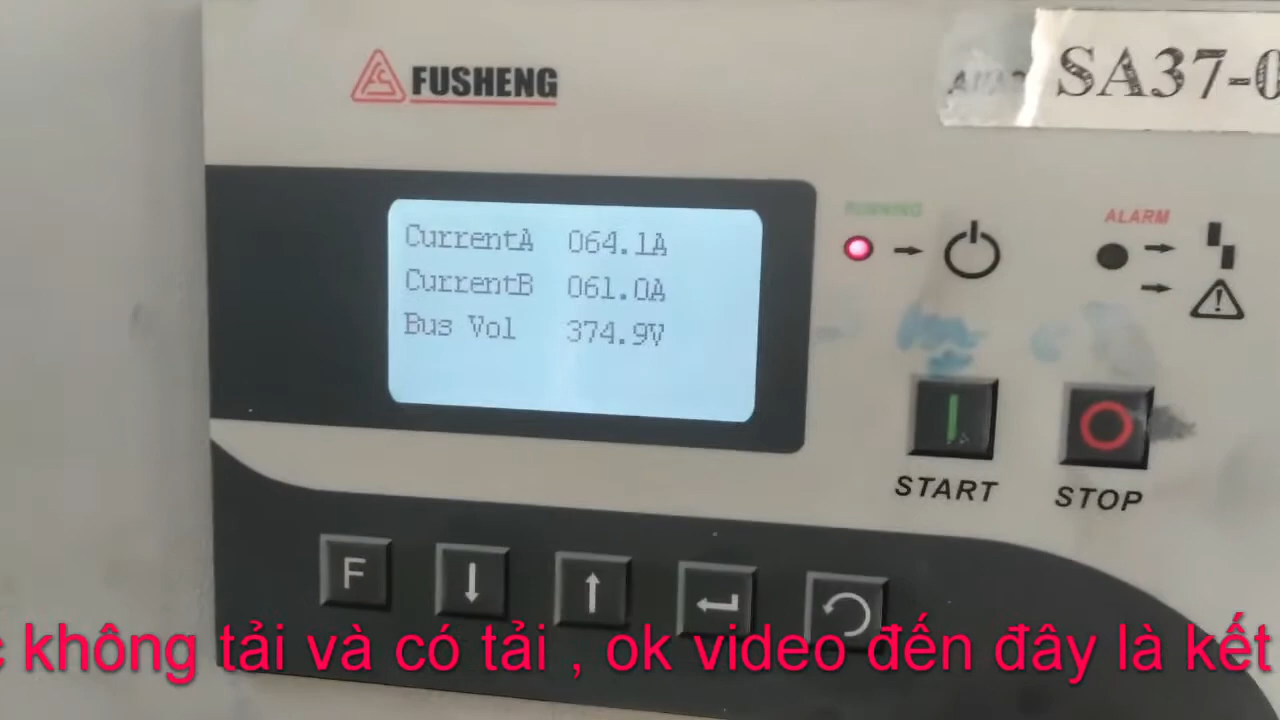 FUSHENG
SA37-0
CurrentA 064.1A
CurrentB 061.0A
Bus Vol 374.9V
RUNNING
ALARM
START
STOP
F
không tải và có tải , ok video đến đây là kết